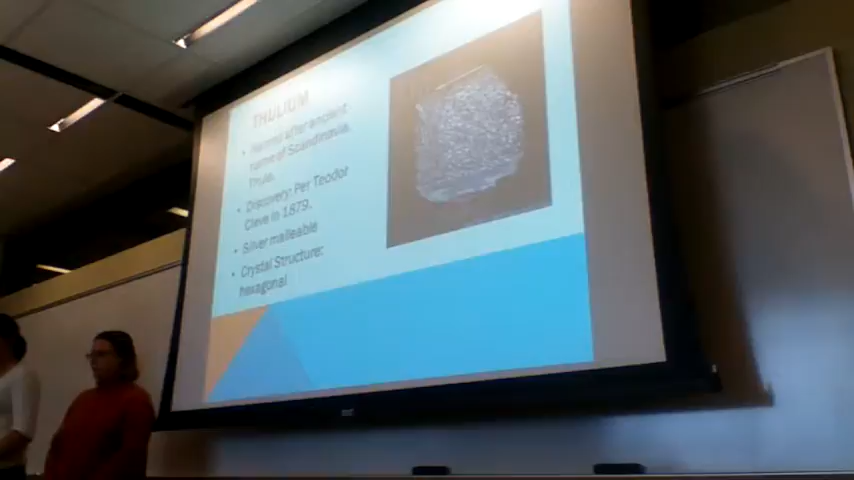 THULIUM
• Named after ancient
name of Scandinavia,
Thule.
• Discovery: Per Teodor
Cleve in 1879.
• Silver malleable
• Crystal Structure:
hexagonal